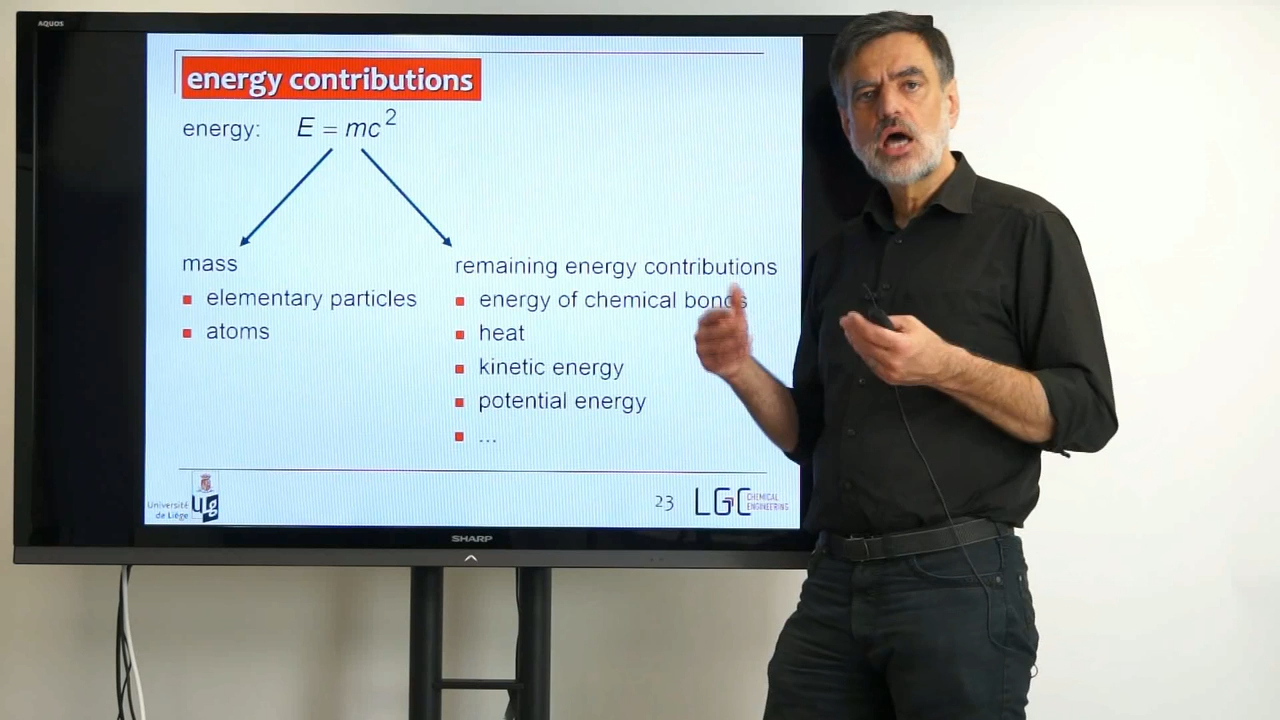 AQUOS
energy contributions
energy: E = mc²
mass
elementary particles
atoms
remaining energy contributions
energy of chemical bonds
heat
kinetic energy
potential energy
...
Université
de Liège
23
LGC CHEMICAL
ENGINEERING
SHARP